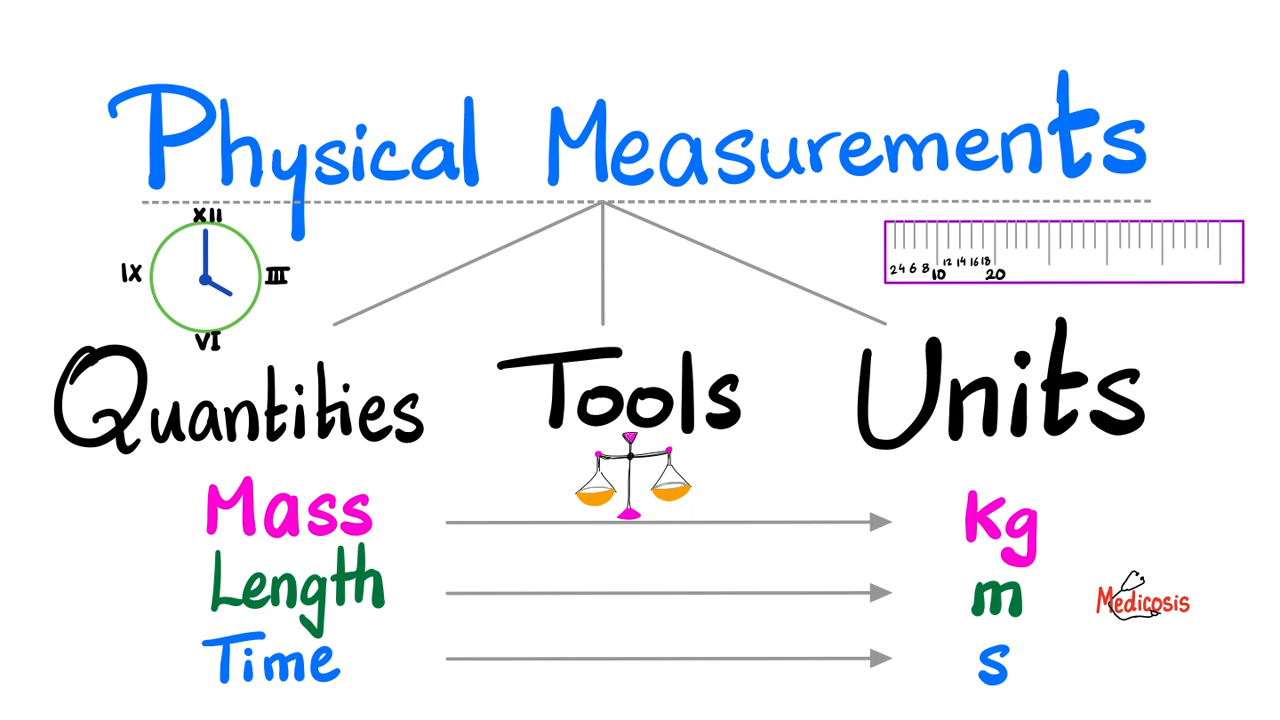 Physical Measurements
XII
IX III
VI
2 4 6 8 10 12 14 16 18 20
Quantities Tools Units
Mass Kg
Length m
Time s
Medicosis